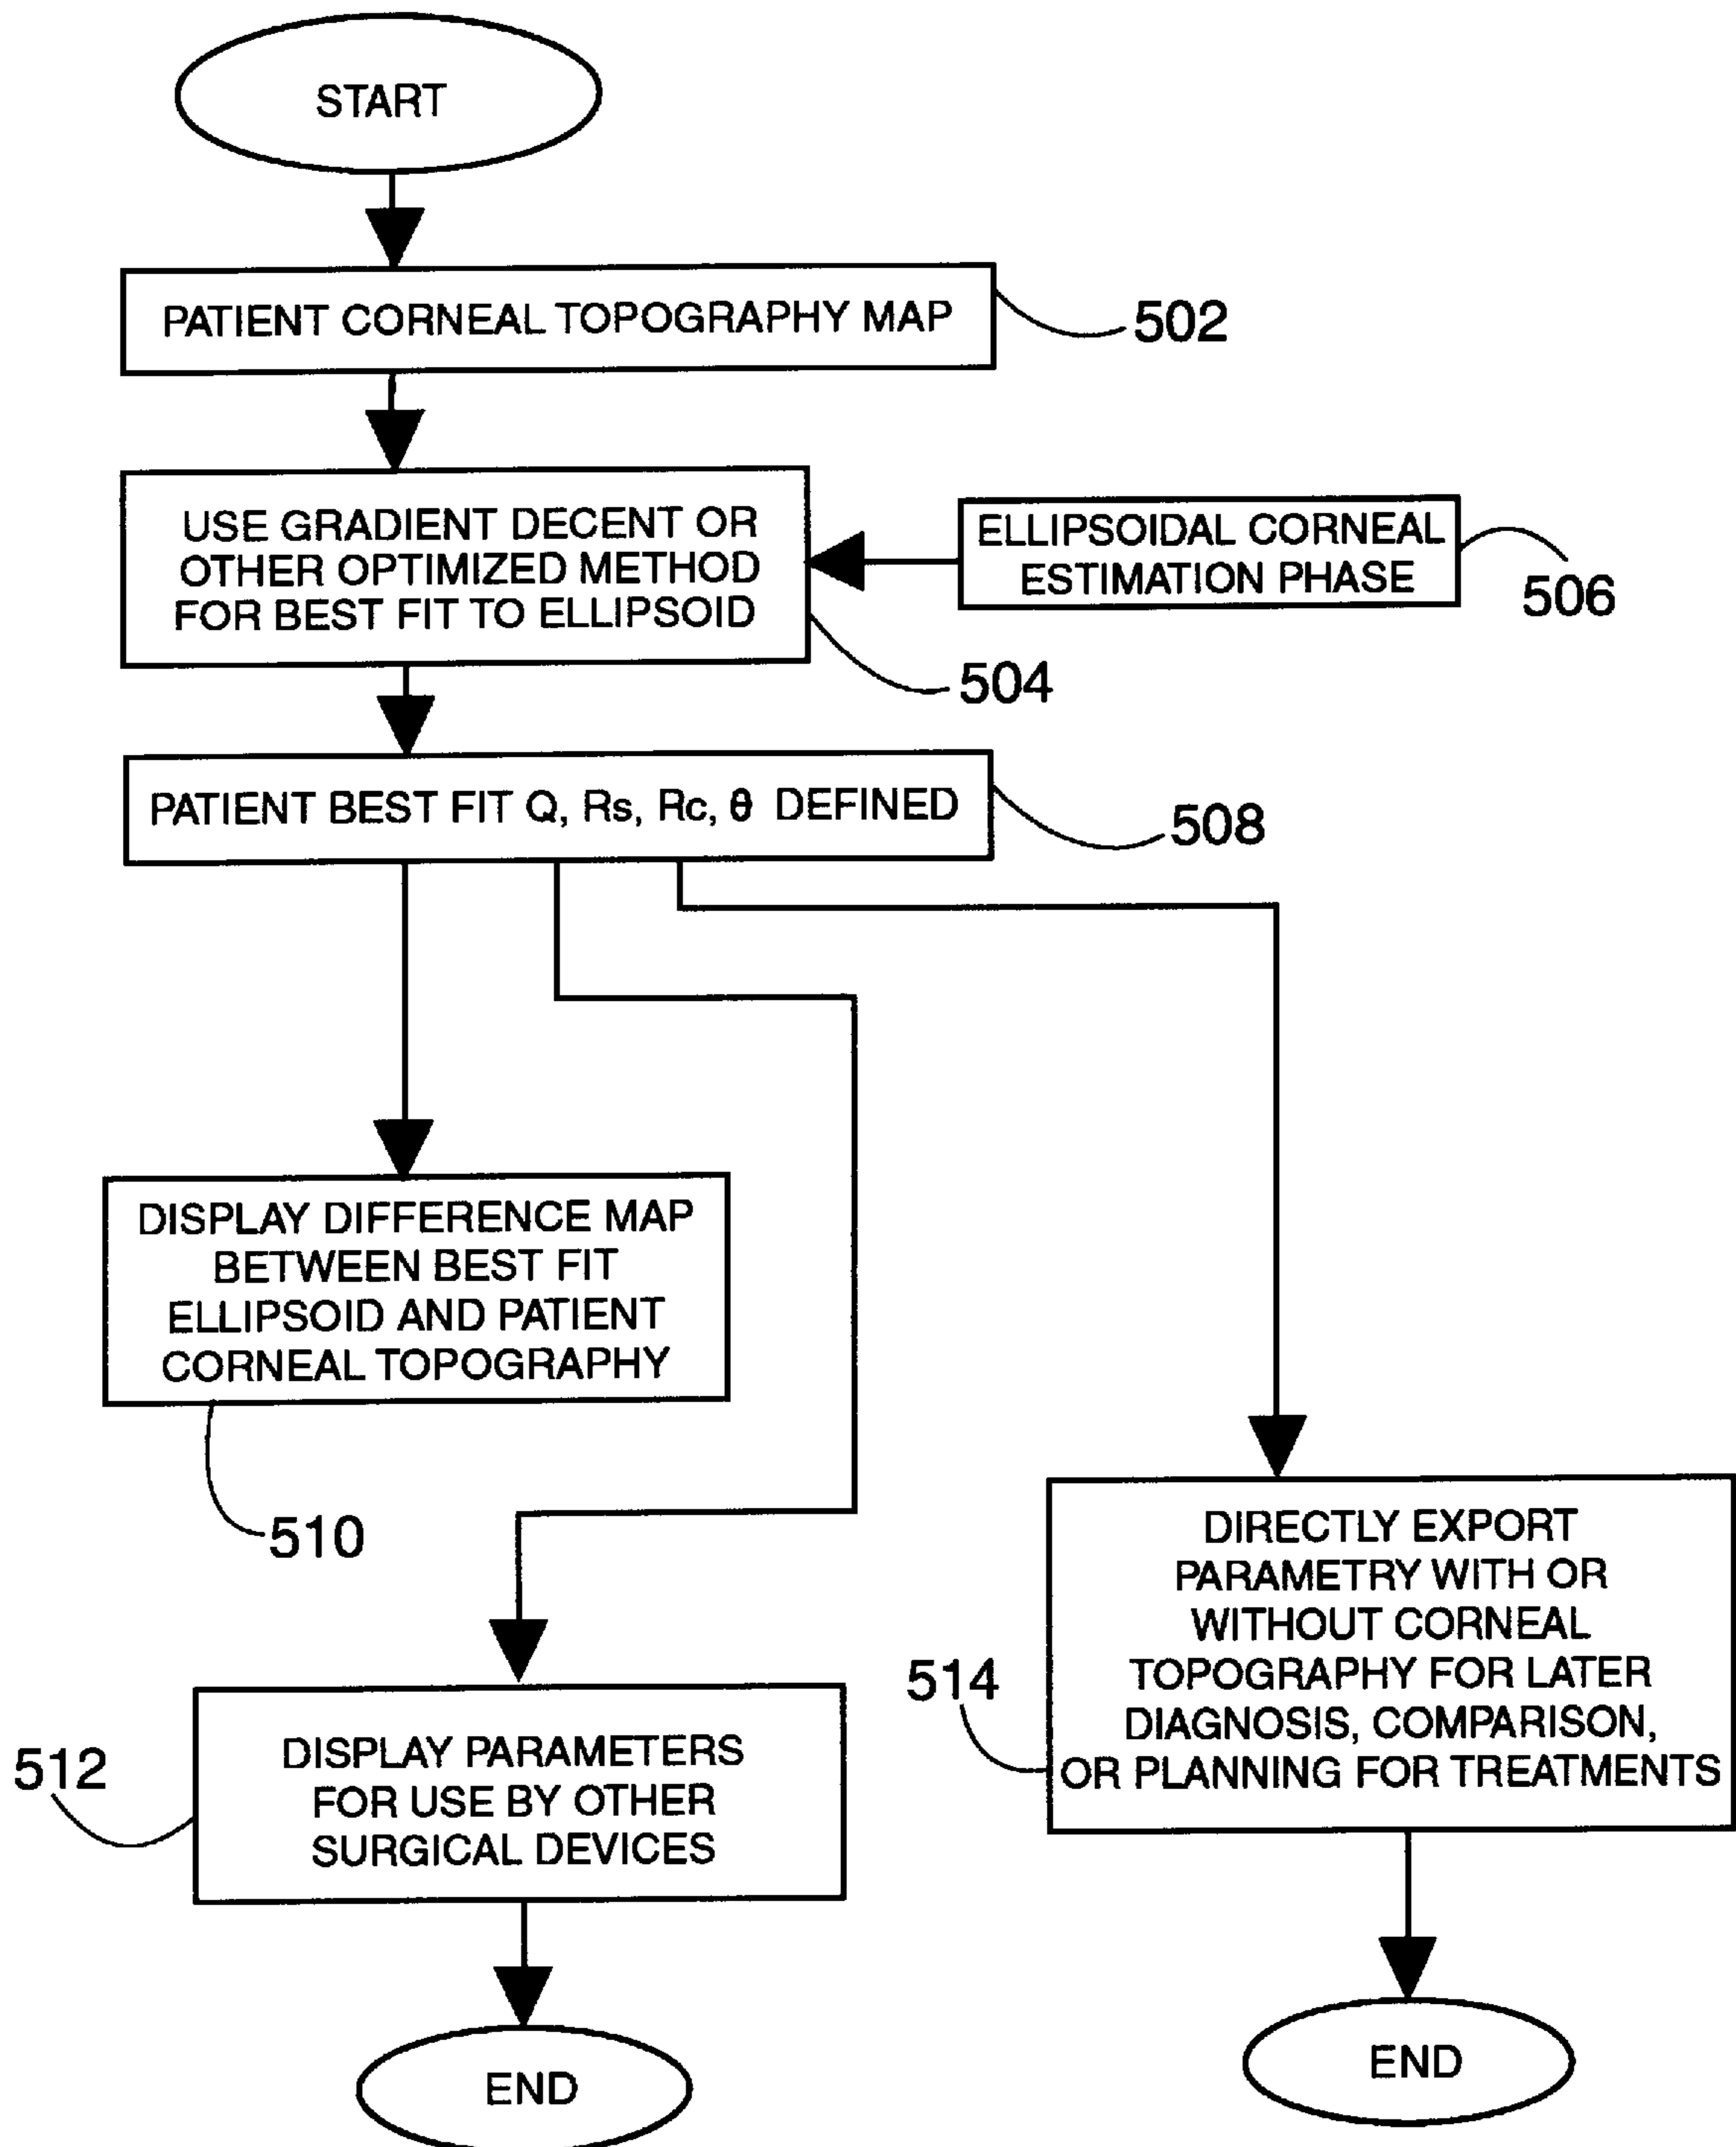 START
PATIENT CORNEAL TOPOGRAPHY MAP
502
USE GRADIENT DECENT OR
OTHER OPTIMIZED METHOD
FOR BEST FIT TO ELLIPSOID
504
ELLIPSOIDAL CORNEAL
ESTIMATION PHASE
506
PATIENT BEST FIT Q, Rs, Rc, θ DEFINED
508
DISPLAY DIFFERENCE MAP
BETWEEN BEST FIT
ELLIPSOID AND PATIENT
CORNEAL TOPOGRAPHY
510
DISPLAY PARAMETERS
FOR USE BY OTHER
SURGICAL DEVICES
512
END
DIRECTLY EXPORT
PARAMETRY WITH OR
WITHOUT CORNEAL
TOPOGRAPHY FOR LATER
DIAGNOSIS, COMPARISON,
OR PLANNING FOR TREATMENTS
514
END